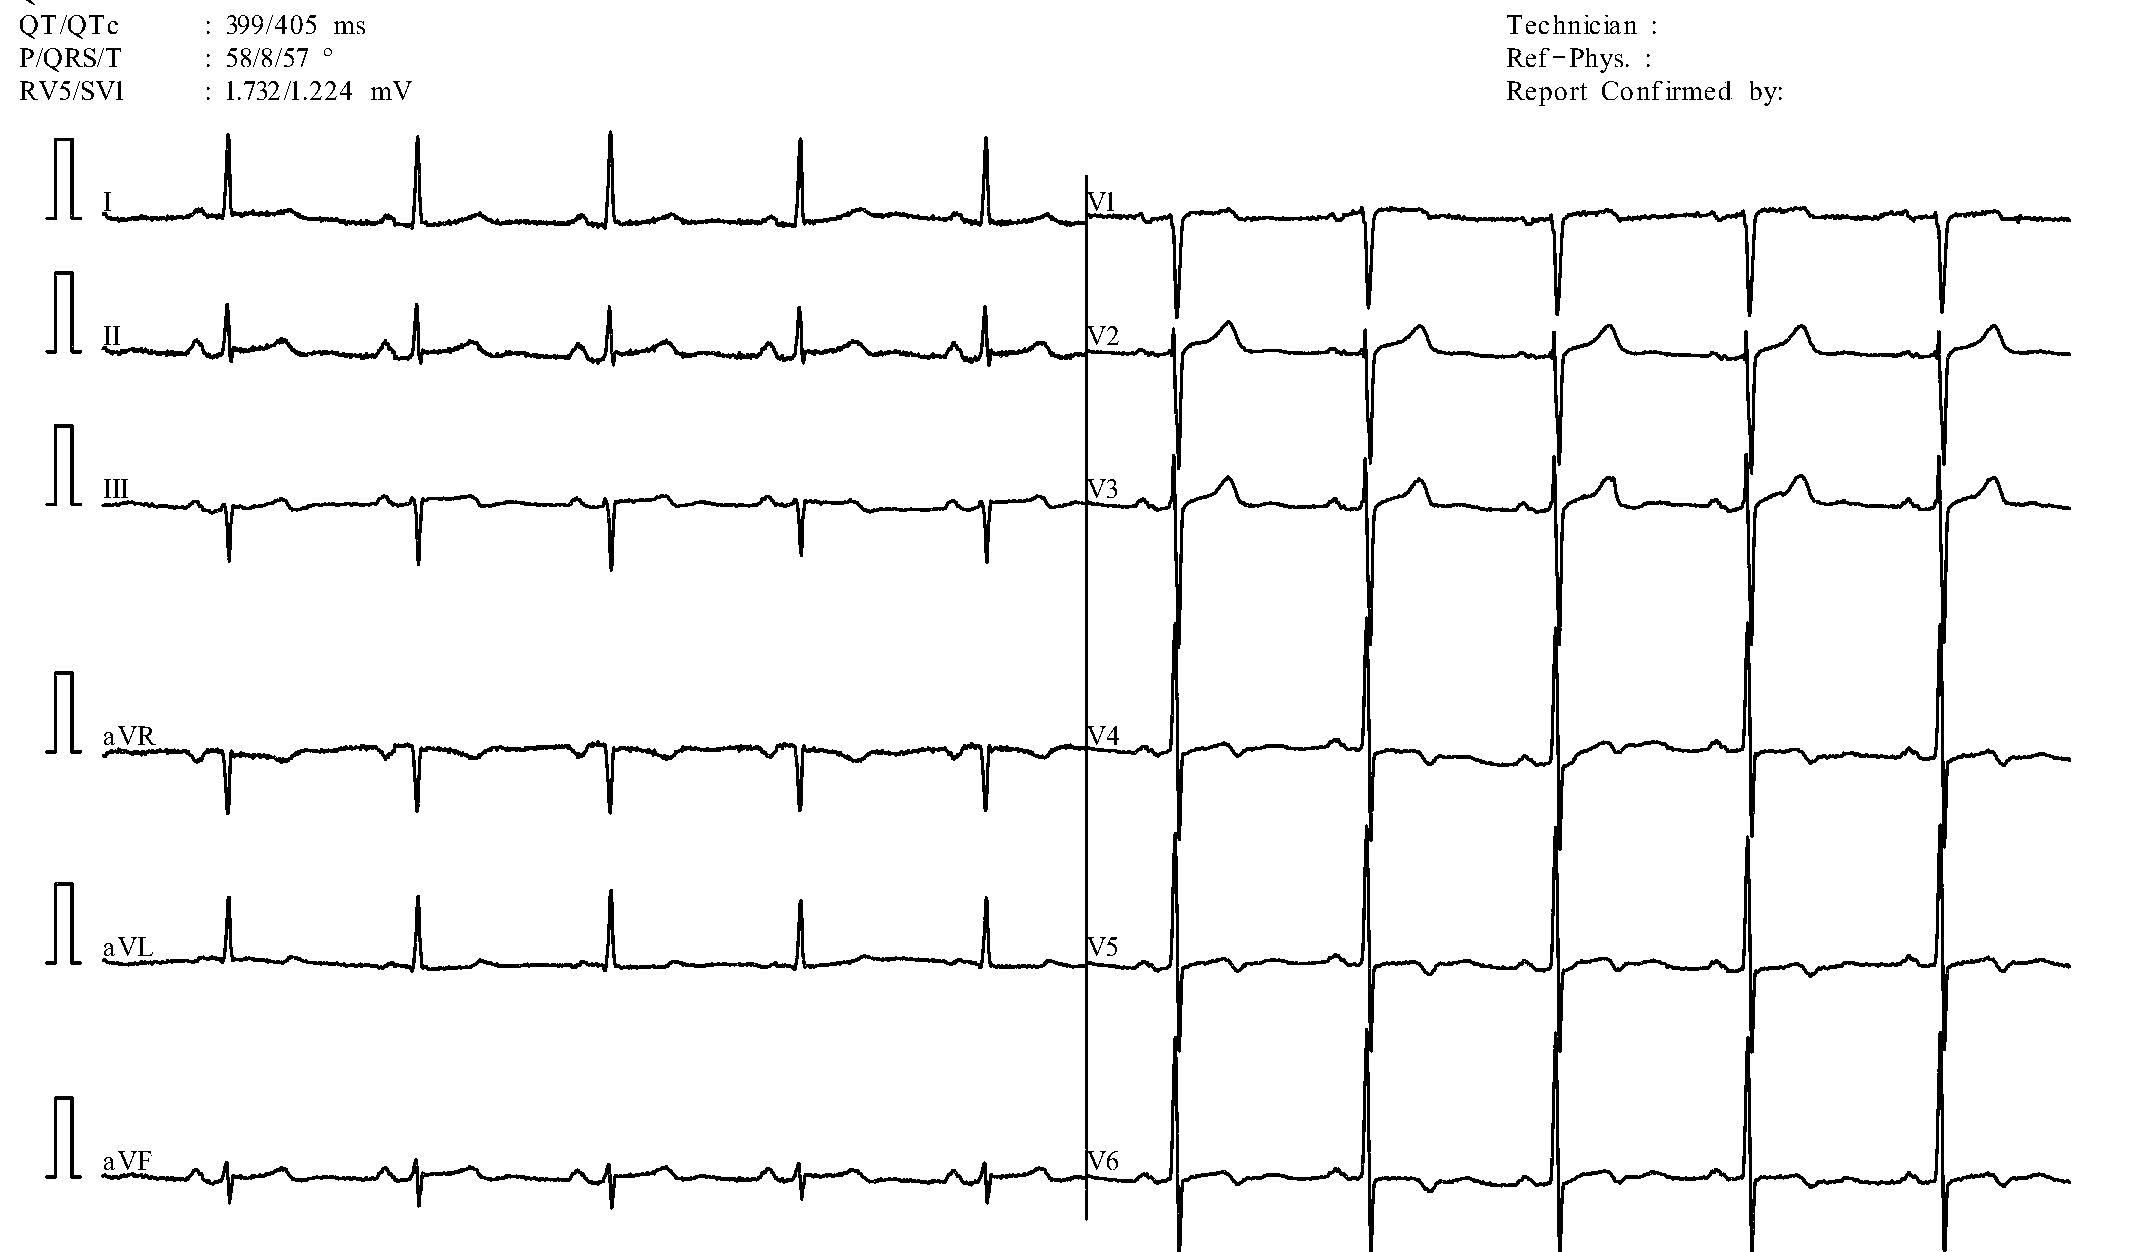 QT/QTc : 399/405 ms
P/QRS/T : 58/8/57 °
RV5/SV1 : 1.732/1.224 mV
Technician :
Ref-Phys. :
Report Confirmed by:
I
V1
II
V2
III
V3
aVR
V4
aVL
V5
aVF
V6